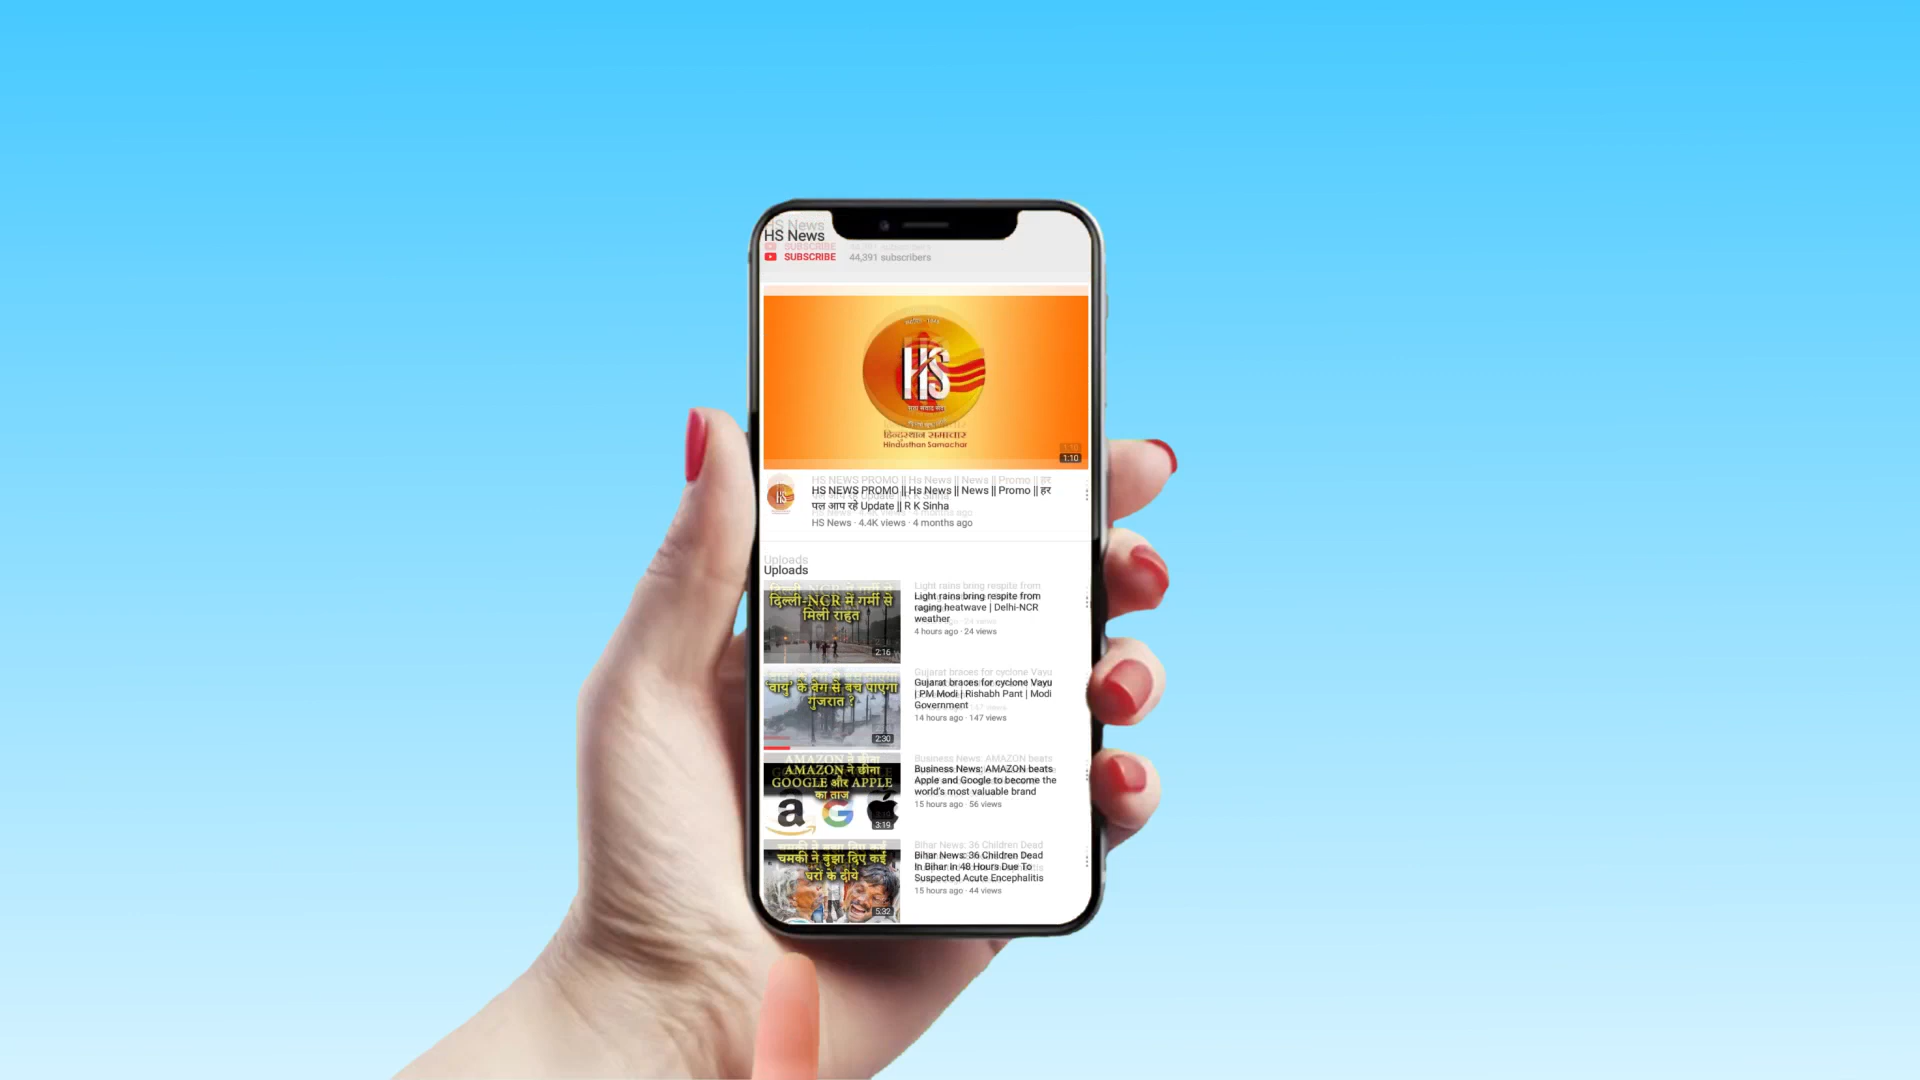 HS News
SUBSCRIBE 44,391 subscribers
HS
हिन्दुस्थान समाचार
Hindusthan Samachar
1:10
HS NEWS PROMO || Hs News || News || Promo || हर
पल आप रहे Update || R K Sinha
HS News · 4.4K views · 4 months ago
Uploads
दिल्ली-NCR में गर्मी से
मिली राहत
2:16
Light rains bring respite from
raging heatwave | Delhi-NCR
weather
4 hours ago · 24 views
'वायु' के वेग से बच पाएगा
गुजरात ?
2:30
Gujarat braces for cyclone Vayu
| PM Modi | Rishabh Pant | Modi
Government
14 hours ago · 147 views
AMAZON ने छीना
GOOGLE और APPLE
का ताज
3:19
Business News: AMAZON beats
Apple and Google to become the
world's most valuable brand
15 hours ago · 56 views
चमकी ने बुझा दिए कई
घरों के दीये
5:32
Bihar News: 36 Children Dead
In Bihar in 48 Hours Due To
Suspected Acute Encephalitis
15 hours ago · 44 views